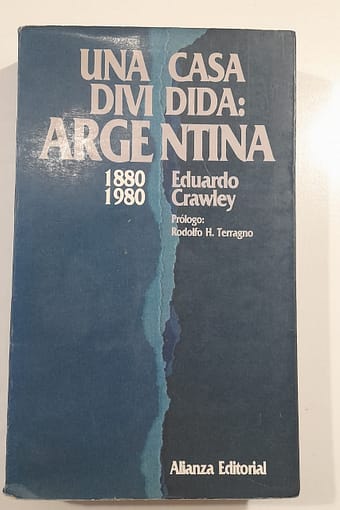 UNA CASA
DIVIDIDA:
ARGENTINA
1880 Eduardo
1980 Crawley
Prólogo:
Rodolfo H. Terragno
Alianza Editorial